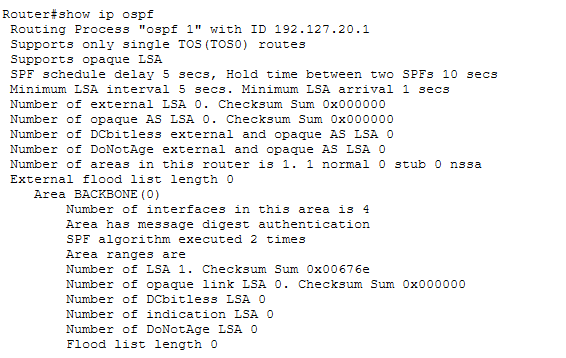 Router#show ip ospf
Routing Process "ospf 1" with ID 192.127.20.1
Supports only single TOS(TOS0) routes
Supports opaque LSA
SPF schedule delay 5 secs, Hold time between two SPFs 10 secs
Minimum LSA interval 5 secs. Minimum LSA arrival 1 secs
Number of external LSA 0. Checksum Sum 0x000000
Number of opaque AS LSA 0. Checksum Sum 0x000000
Number of DCbitless external and opaque AS LSA 0
Number of DoNotAge external and opaque AS LSA 0
Number of areas in this router is 1. 1 normal 0 stub 0 nssa
External flood list length 0
Area BACKBONE(0)
Number of interfaces in this area is 4
Area has message digest authentication
SPF algorithm executed 2 times
Area ranges are
Number of LSA 1. Checksum Sum 0x00676e
Number of opaque link LSA 0. Checksum Sum 0x000000
Number of DCbitless LSA 0
Number of indication LSA 0
Number of DoNotAge LSA 0
Flood list length 0